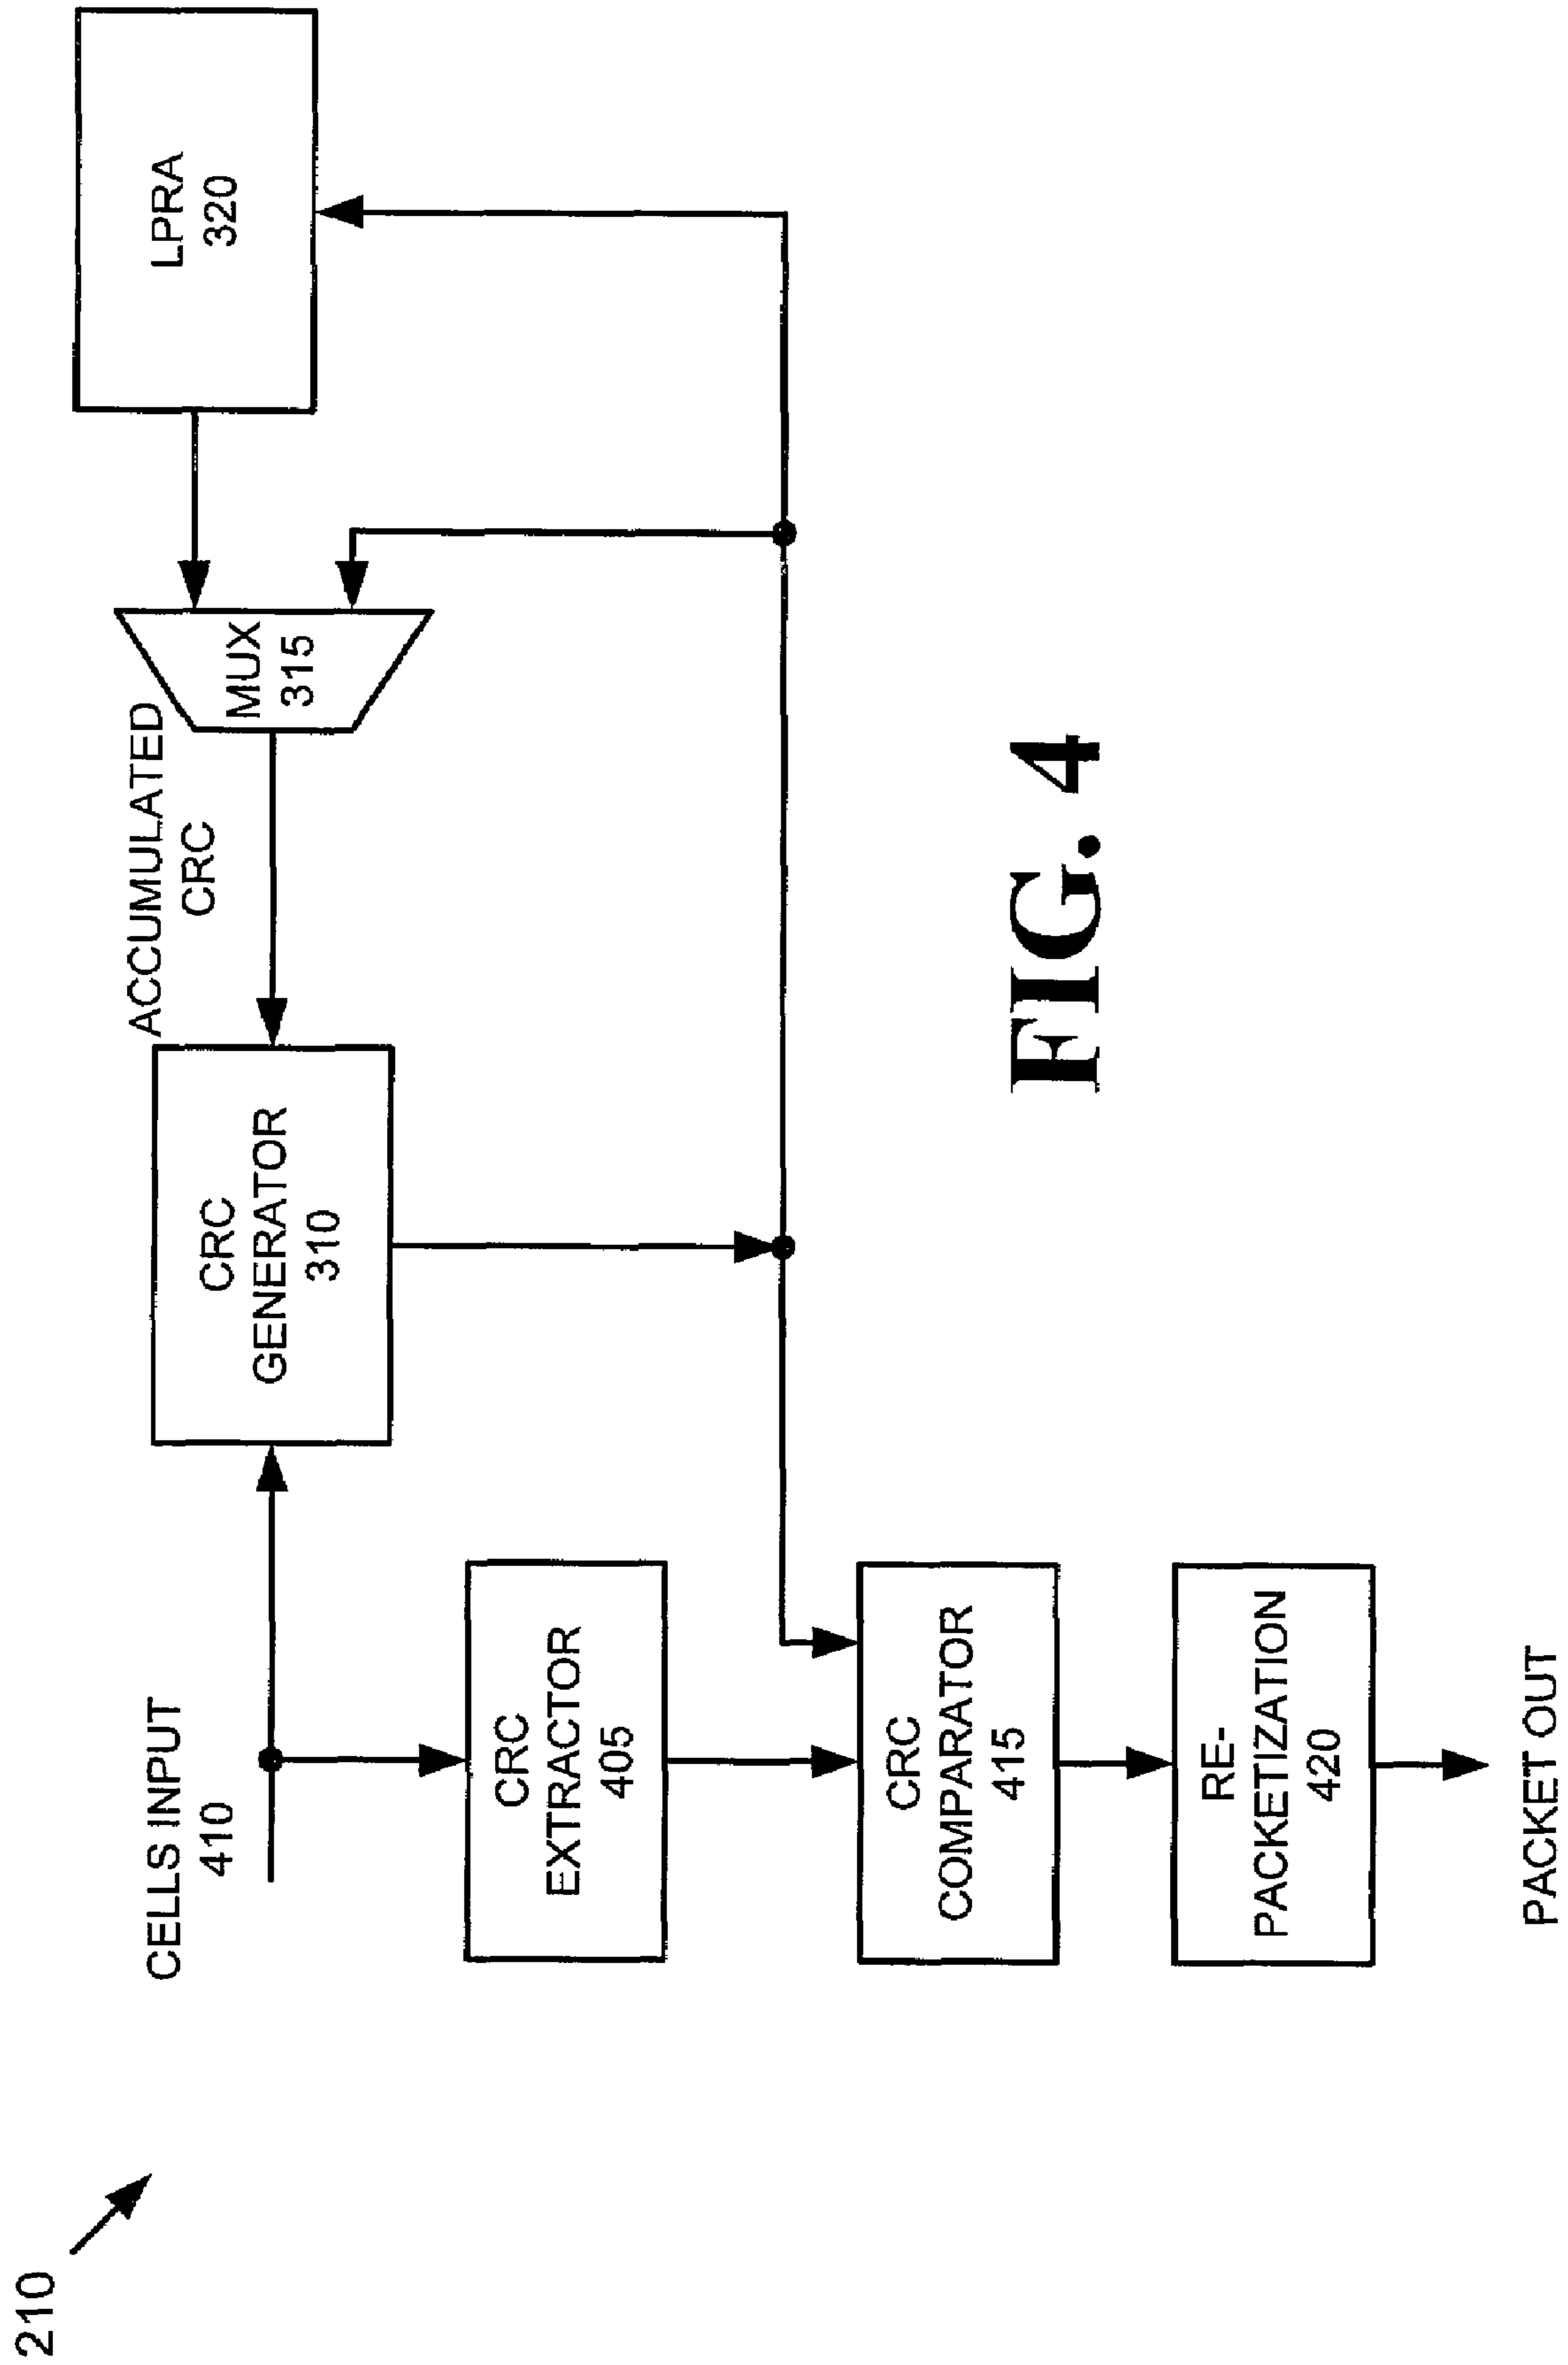 210
CELLS INPUT
410
CRC
GENERATOR
310
ACCUMULATED
CRC
MUX
315
LPRA
320
CRC
EXTRACTOR
405
CRC
COMPARATOR
415
RE-
PACKETIZATION
420
PACKET OUT
FIG. 4